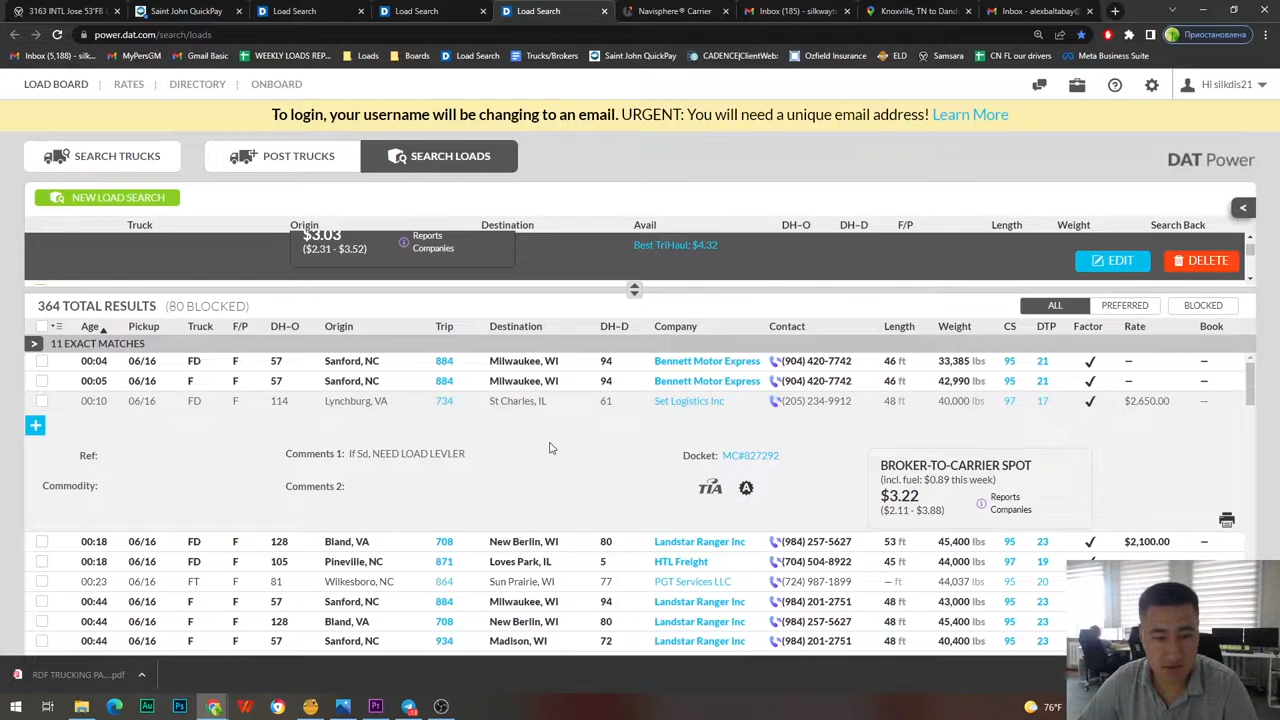 3163 INTL Jose 53"FB
Saint John QuickPay
Load Search
Load Search
Load Search
Navisphere® Carrier
Inbox (185) - silkwayt
Knoxville, TN to Dand
Inbox - alexbaltabay@
power.dat.com/search/loads
Приостановлена
Inbox (5,188) - silk...
MyPersGM
Gmail Basic
WEEKLY LOADS REP...
Loads
Boards
Load Search
Trucks/Brokers
Saint John QuickPay
CADENCE|ClientWeb:
Ozfield Insurance
ELD
Samsara
CN FL our drivers
Meta Business Suite
LOAD BOARD
RATES
DIRECTORY
ONBOARD
Hi silkdis21
To login, your username will be changing to an email. URGENT: You will need a unique email address! Learn More
SEARCH TRUCKS
POST TRUCKS
SEARCH LOADS
DAT Power
NEW LOAD SEARCH
<
Truck Origin Destination Avail DH–O DH–D F/P Length Weight Search Back
$3.03
($2.31 - $3.52)
Reports
Companies
Best TriHaul: $4.32
EDIT
DELETE
364 TOTAL RESULTS (80 BLOCKED)
ALL
PREFERRED
BLOCKED
Age Pickup Truck F/P DH–O Origin Trip Destination DH–D Company Contact Length Weight CS DTP Factor Rate Book
> 11 EXACT MATCHES
00:04 06/16 FD F 57 Sanford, NC 884 Milwaukee, WI 94 Bennett Motor Express (904) 420-7742 46 ft 33,385 lbs 95 21 ✓ – –
00:05 06/16 F F 57 Sanford, NC 884 Milwaukee, WI 94 Bennett Motor Express (904) 420-7742 46 ft 42,990 lbs 95 21 ✓ – –
00:10 06/16 FD F 114 Lynchburg, VA 734 St Charles, IL 61 Set Logistics Inc (205) 234-9912 48 ft 40,000 lbs 97 17 ✓ $2,650.00 –
+
Ref:
Comments 1: If Sd, NEED LOAD LEVLER
Docket: MC#827292
BROKER-TO-CARRIER SPOT
(incl. fuel: $0.89 this week)
$3.22
($2.11 - $3.88)
Reports
Companies
Commodity:
Comments 2:
TIA
A
00:18 06/16 FD F 128 Bland, VA 708 New Berlin, WI 80 Landstar Ranger Inc (984) 257-5627 53 ft 45,400 lbs 95 23 ✓ $2,100.00 –
00:18 06/16 FD F 105 Pineville, NC 871 Loves Park, IL 5 HTL Freight (704) 504-8922 45 ft 44,000 lbs 97 19
00:23 06/16 FT F 81 Wilkesboro, NC 864 Sun Prairie, WI 77 PGT Services LLC (724) 987-1899 – ft 44,037 lbs 95 20
00:44 06/16 F F 57 Sanford, NC 884 Milwaukee, WI 94 Landstar Ranger Inc (984) 201-2751 48 ft 43,000 lbs 95 23
00:44 06/16 F F 128 Bland, VA 708 New Berlin, WI 80 Landstar Ranger Inc (984) 257-5627 48 ft 45,400 lbs 95 23
00:44 06/16 F F 57 Sanford, NC 934 Madison, WI 72 Landstar Ranger Inc (984) 201-2751 48 ft 40,400 lbs 95 23
RDF TRUCKING PA....pdf
Au
Ps
Pr
13
76°F